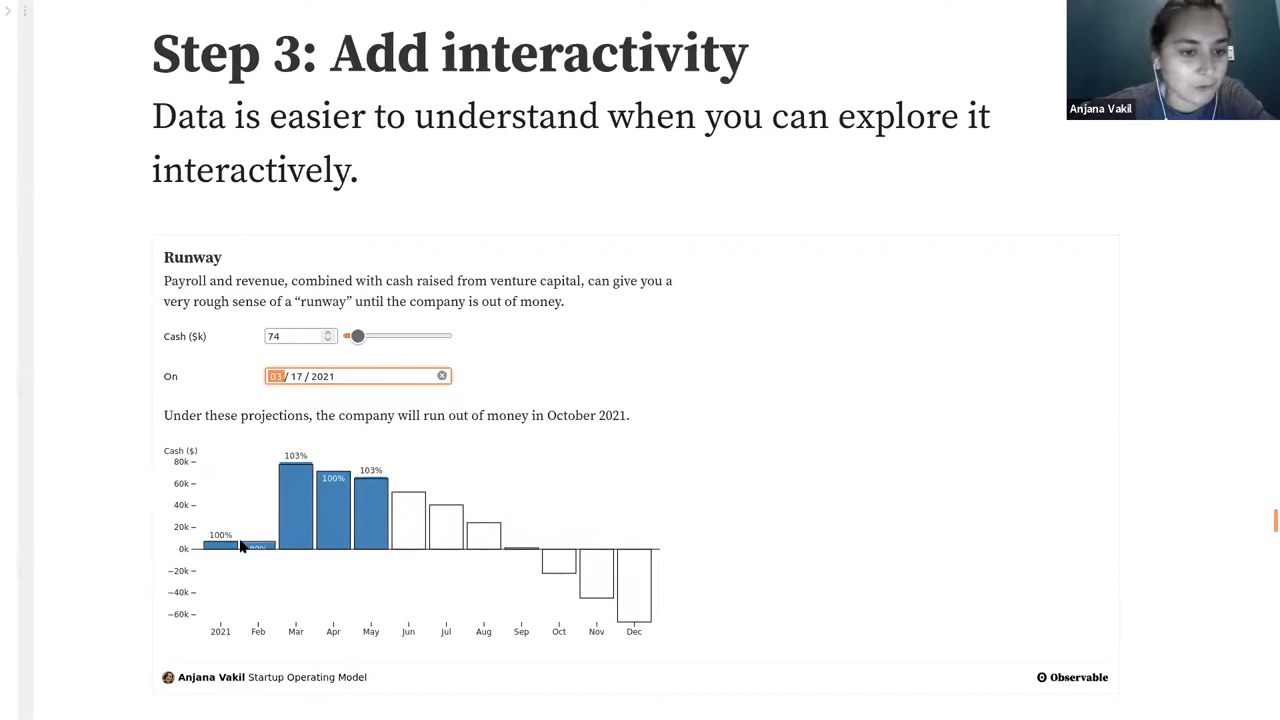 Step 3: Add interactivity
Data is easier to understand when you can explore it
interactively.
Anjana Vakil
Runway
Payroll and revenue, combined with cash raised from venture capital, can give you a
very rough sense of a “runway” until the company is out of money.
Cash ($k) 74
On 03 / 17 / 2021
Under these projections, the company will run out of money in October 2021.
Cash ($)
80k
60k
40k
20k
0k
−20k
−40k
−60k
100%
103%
100%
103%
2021 Feb Mar Apr May Jun Jul Aug Sep Oct Nov Dec
Anjana Vakil Startup Operating Model
Observable